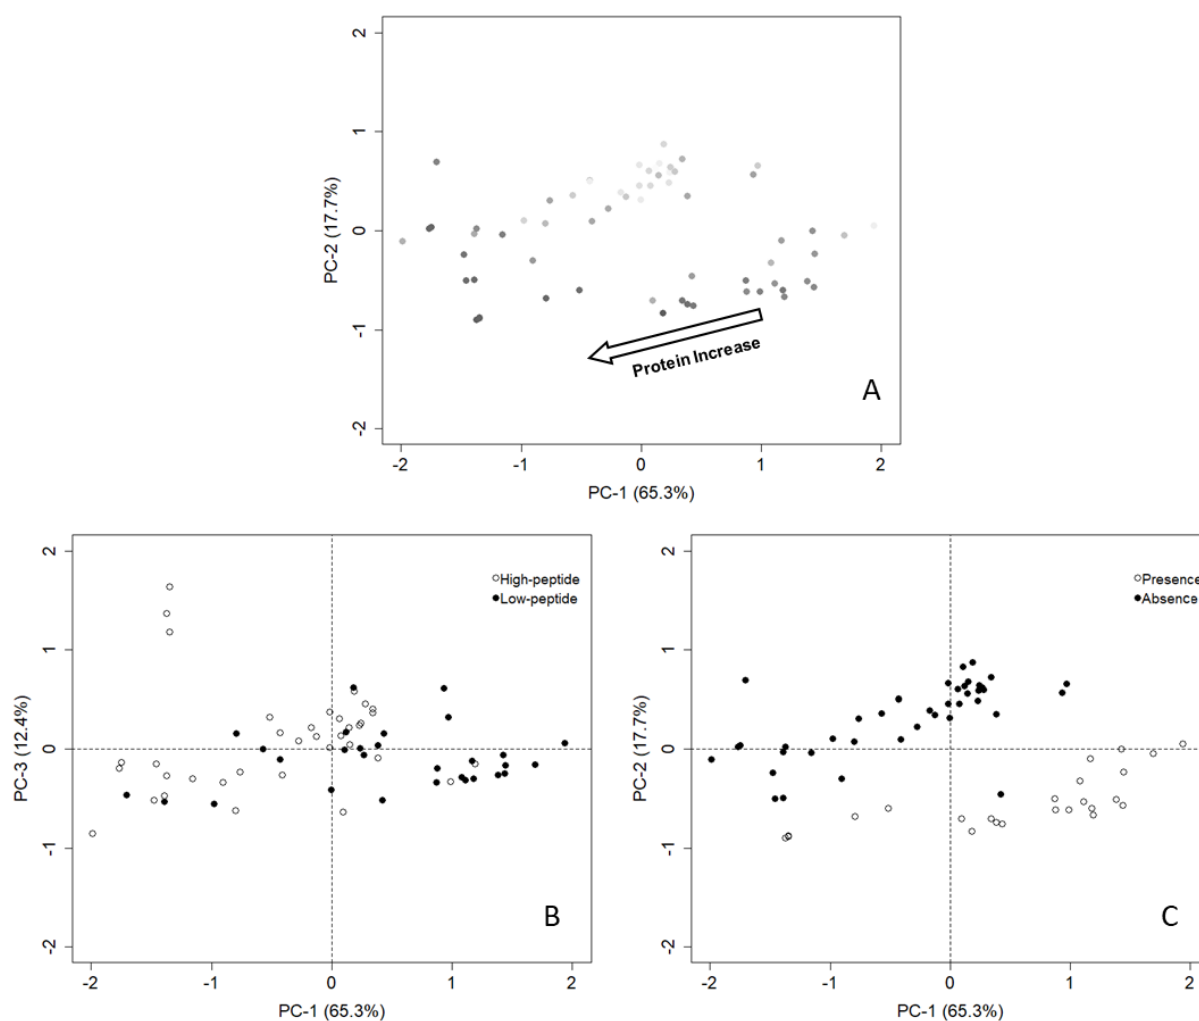 2
1
0
-1
-2
PC-2 (17.7%)
Protein Increase
A
-2 -1 0 1 2
PC-1 (65.3%)
2
1
0
-1
-2
PC-3 (12.4%)
High-peptide
Low-peptide
B
-2 -1 0 1 2
PC-1 (65.3%)
2
1
0
-1
-2
PC-2 (17.7%)
Presence
Absence
C
-2 -1 0 1 2
PC-1 (65.3%)